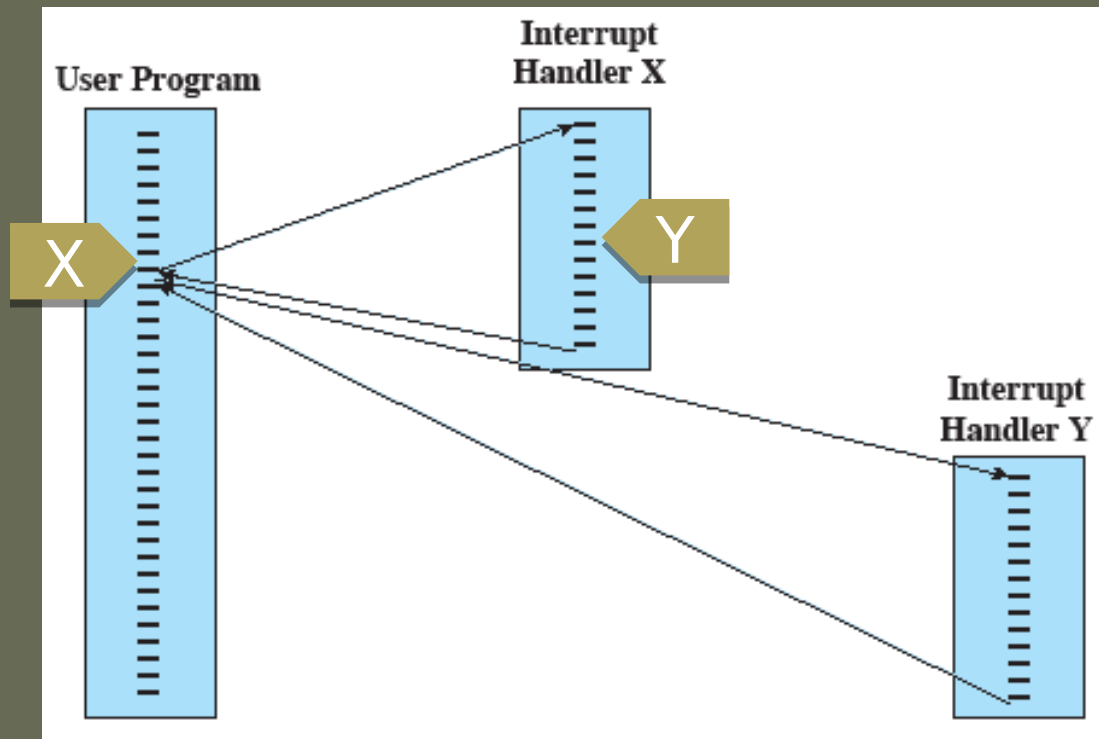 Interrupt
Handler X
User Program
X
Y
Interrupt
Handler Y